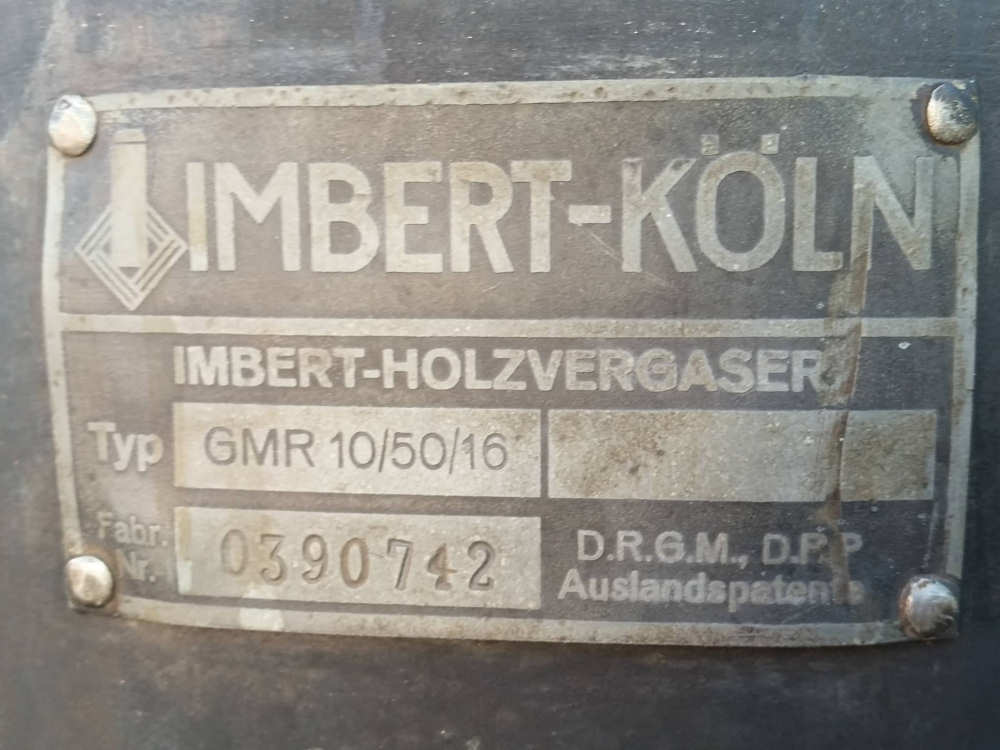 IMBERT-KÖLN
IMBERT-HOLZVERGASER
Typ GMR 10/50/16
Fabr. Nr. 0390742
D.R.G.M., D.R.P
Auslandspatente